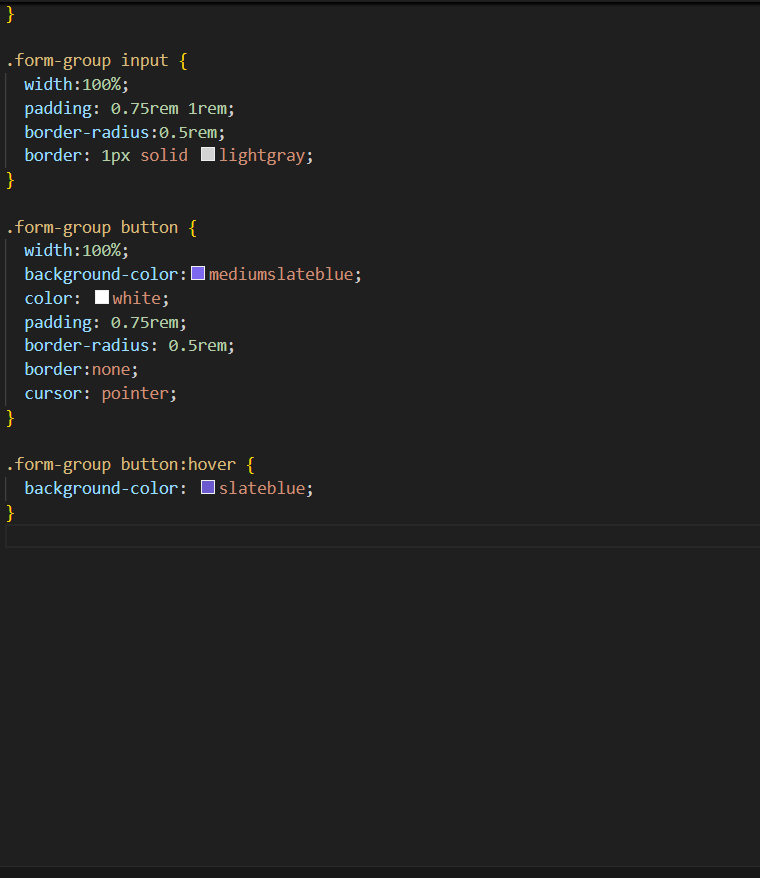 }
.form-group input {
width:100%;
padding: 0.75rem 1rem;
border-radius:0.5rem;
border: 1px solid lightgray;
}
.form-group button {
width:100%;
background-color:mediumslateblue;
color: white;
padding: 0.75rem;
border-radius: 0.5rem;
border:none;
cursor: pointer;
}
.form-group button:hover {
background-color: slateblue;
}